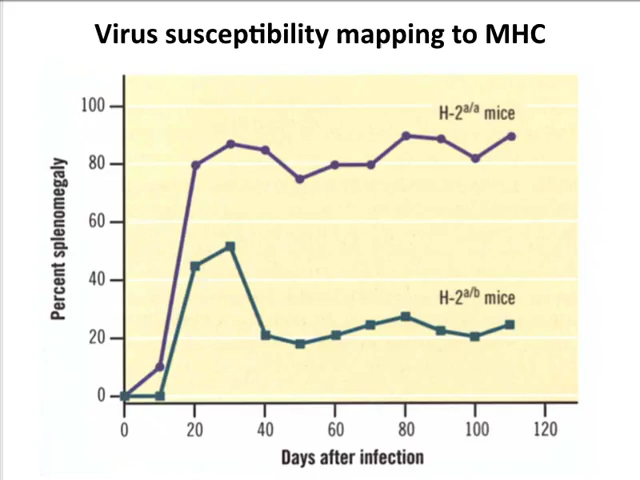 Virus susceptibility mapping to MHC
Percent splenomegaly
100
80
60
40
20
0
H-2a/a mice
H-2a/b mice
0 20 40 60 80 100 120
Days after infection